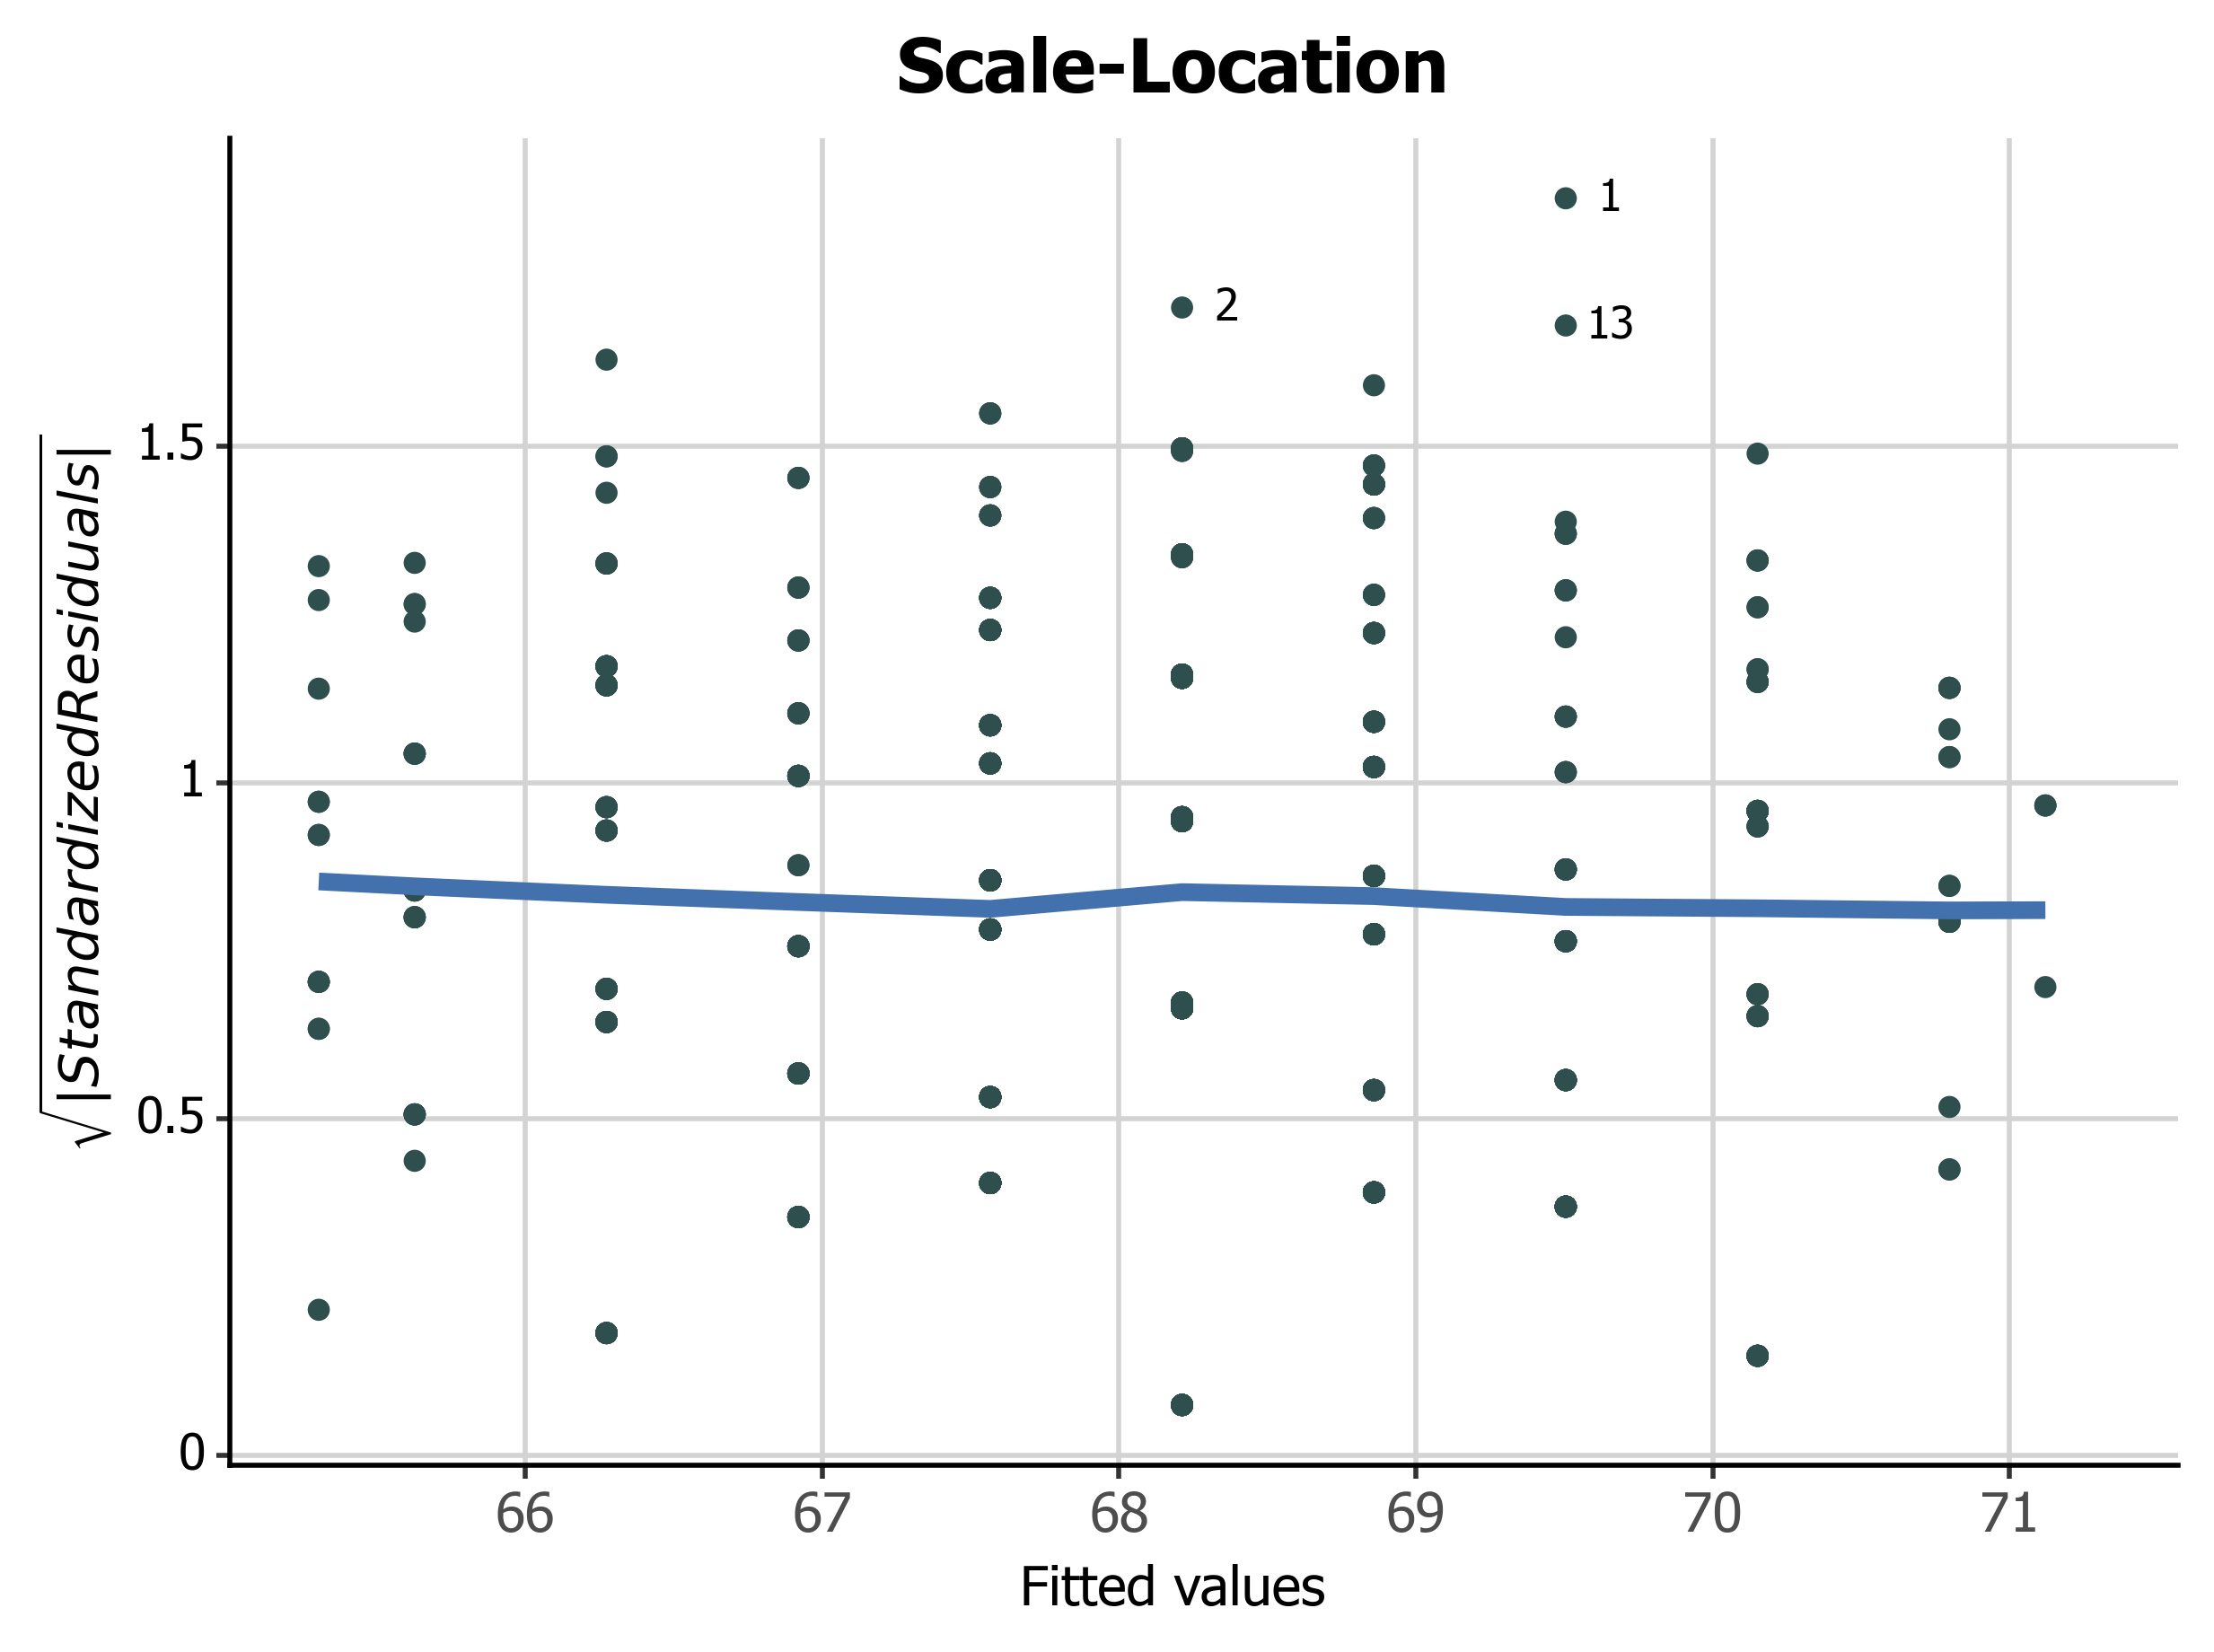 Scale-Location
1
2
13
√|StandardizedResiduals|
1.5
1
0.5
0
66 67 68 69 70 71
Fitted values